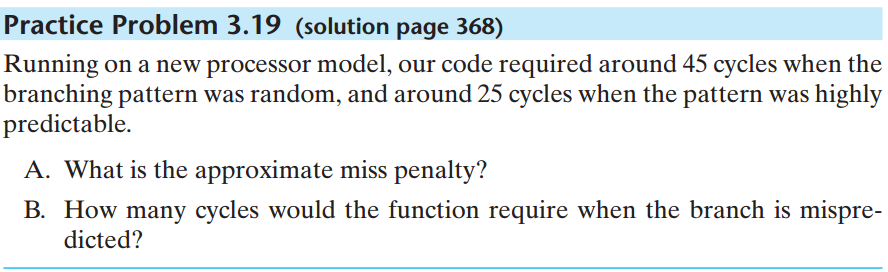 Practice Problem 3.19 (solution page 368)
Running on a new processor model, our code required around 45 cycles when the
branching pattern was random, and around 25 cycles when the pattern was highly
predictable.
A. What is the approximate miss penalty?
B. How many cycles would the function require when the branch is mispre-
dicted?